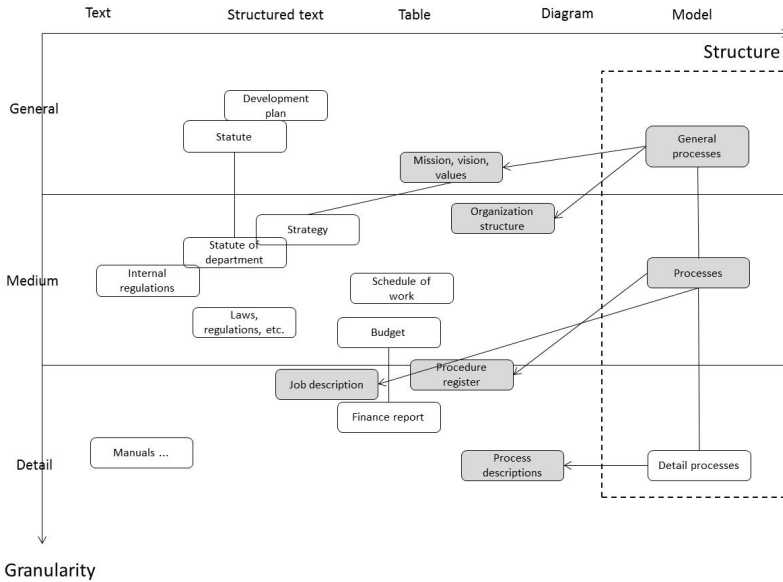 Text
Structured text
Table
Diagram
Model
Structure
General
Development
plan
Statute
General
processes
Mission, vision,
values
Organization
structure
Strategy
Statute of
department
Internal
regulations
Medium
Processes
Schedule of
work
Laws,
regulations, etc.
Budget
Procedure
register
Job description
Finance report
Manuals ...
Detail
Process
descriptions
Detail processes
Granularity